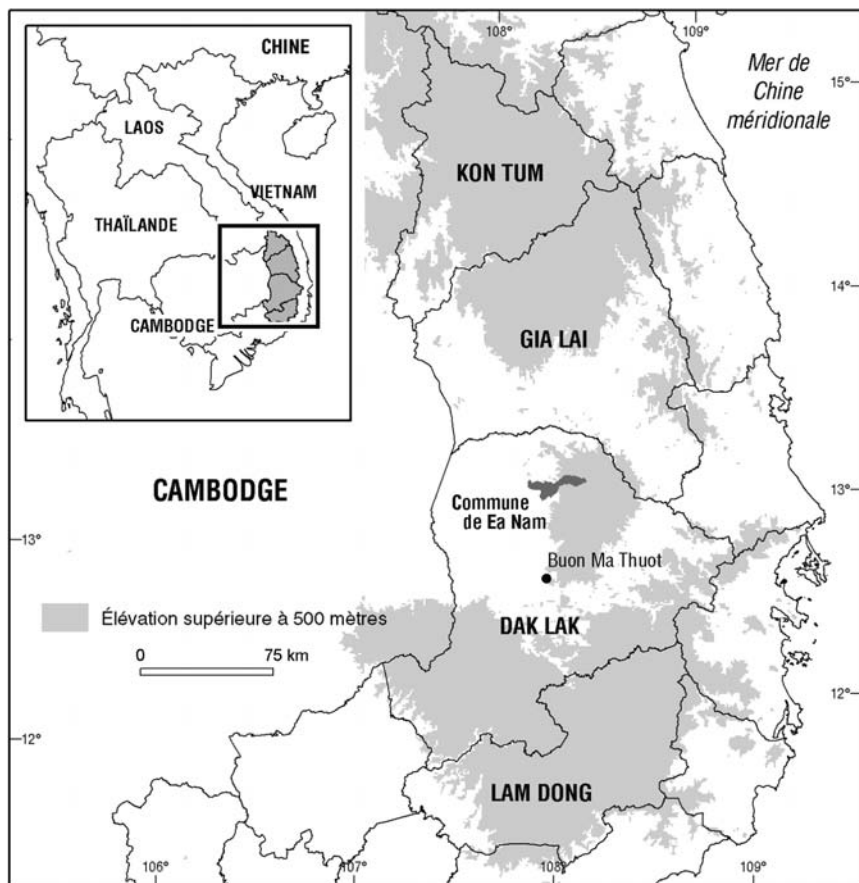 CHINE
LAOS
VIETNAM
THAÏLANDE
CAMBODGE
108°
109°
Mer de
Chine
méridionale
15°
KON TUM
14°
14°
GIA LAI
CAMBODGE
Commune
de Ea Nam
13°
13°
Buon Ma Thuot
Élévation supérieure à 500 mètres
DAK LAK
0
75 km
12°
12°
LAM DONG
106°
107°
108°
109°